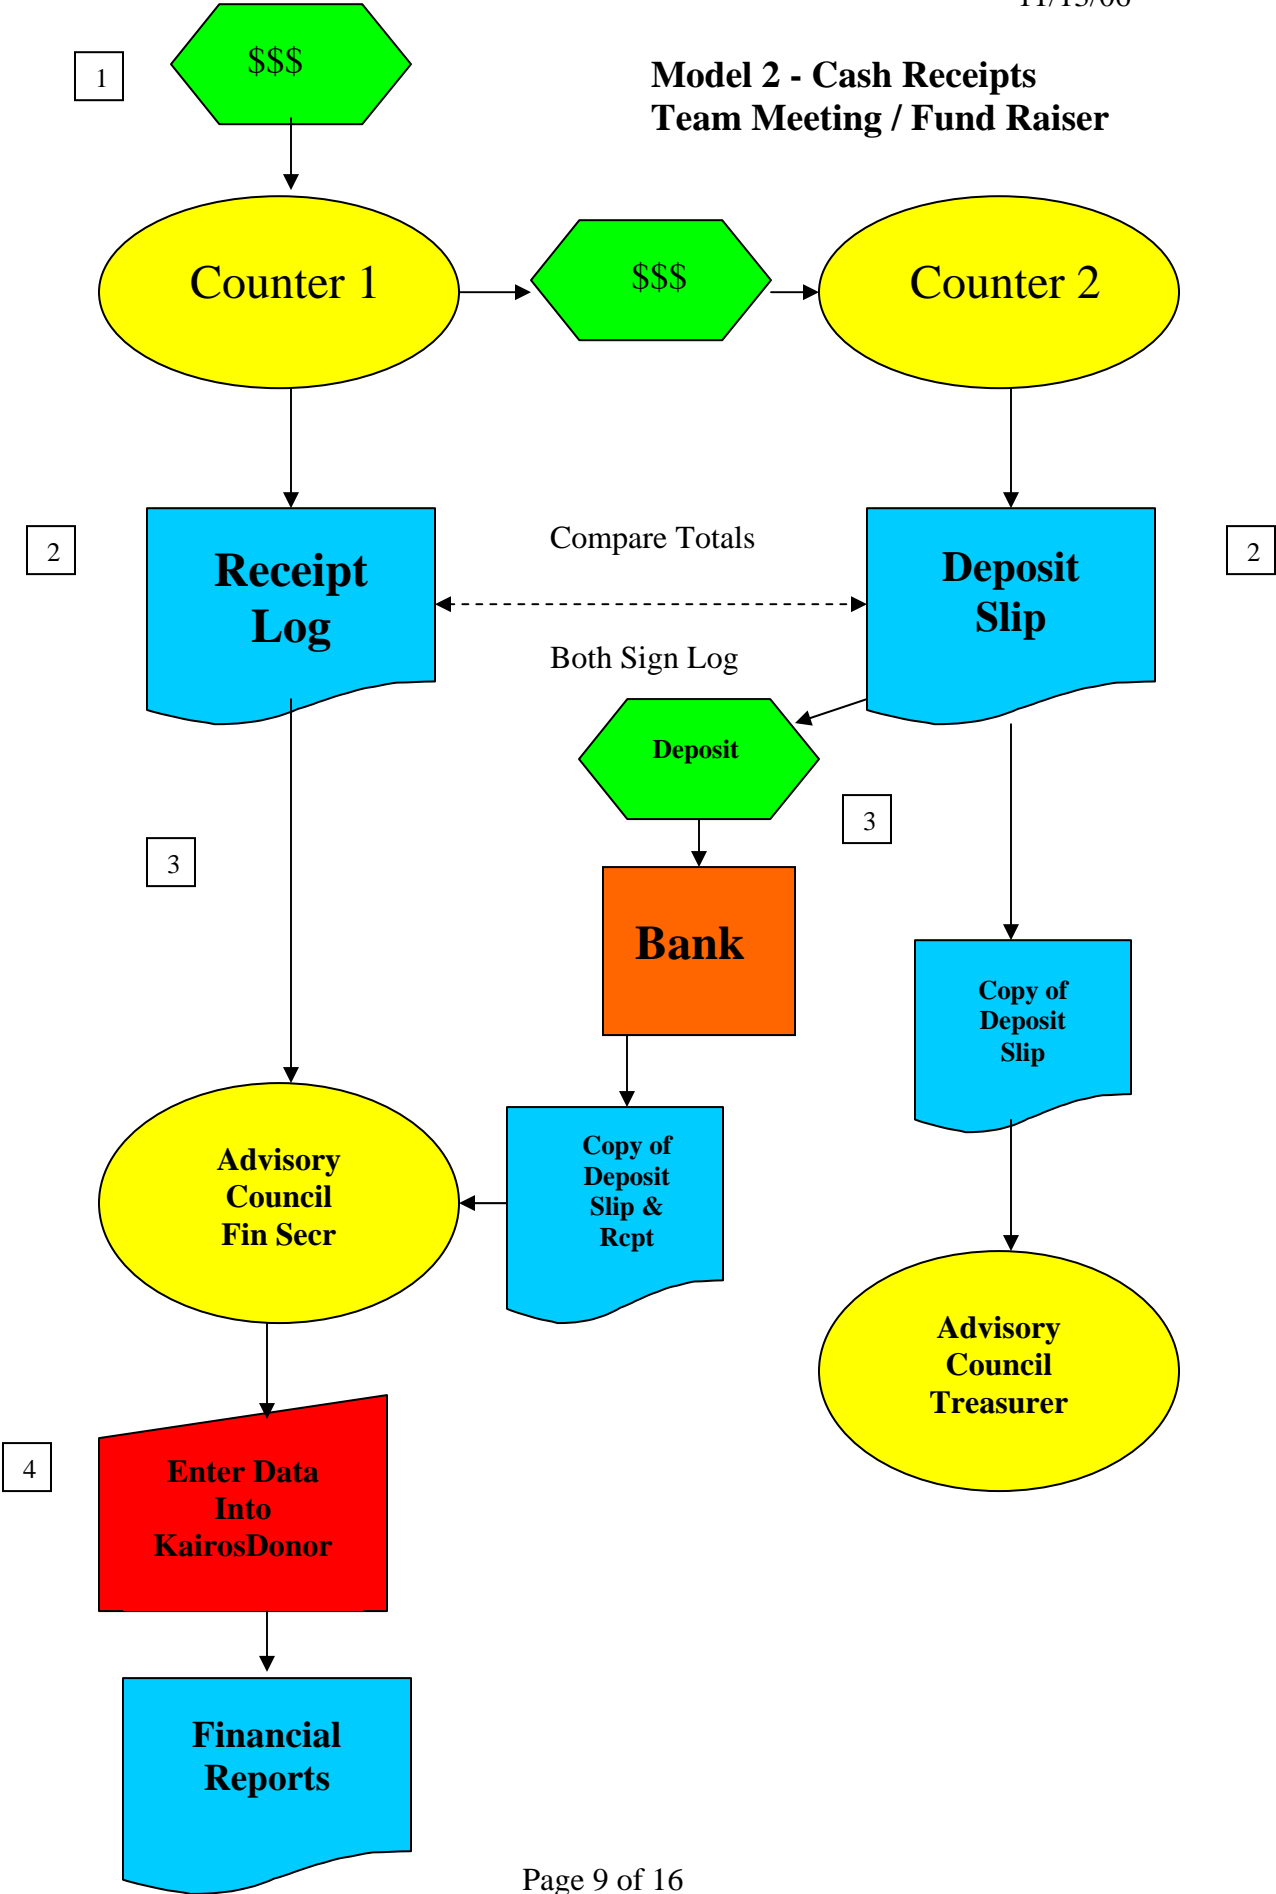 $$$
1
Model 2 - Cash Receipts
Team Meeting / Fund Raiser
Counter 1
$$$
Counter 2
2
Receipt
Log
Compare Totals
Both Sign Log
Deposit
Slip
2
Deposit
3
3
Bank
Copy of
Deposit
Slip
Advisory
Council
Fin Secr
Copy of
Deposit
Slip &
Rcpt
Advisory
Council
Treasurer
4
Enter Data
Into
KairosDonor
Financial
Reports
Page 9 of 16